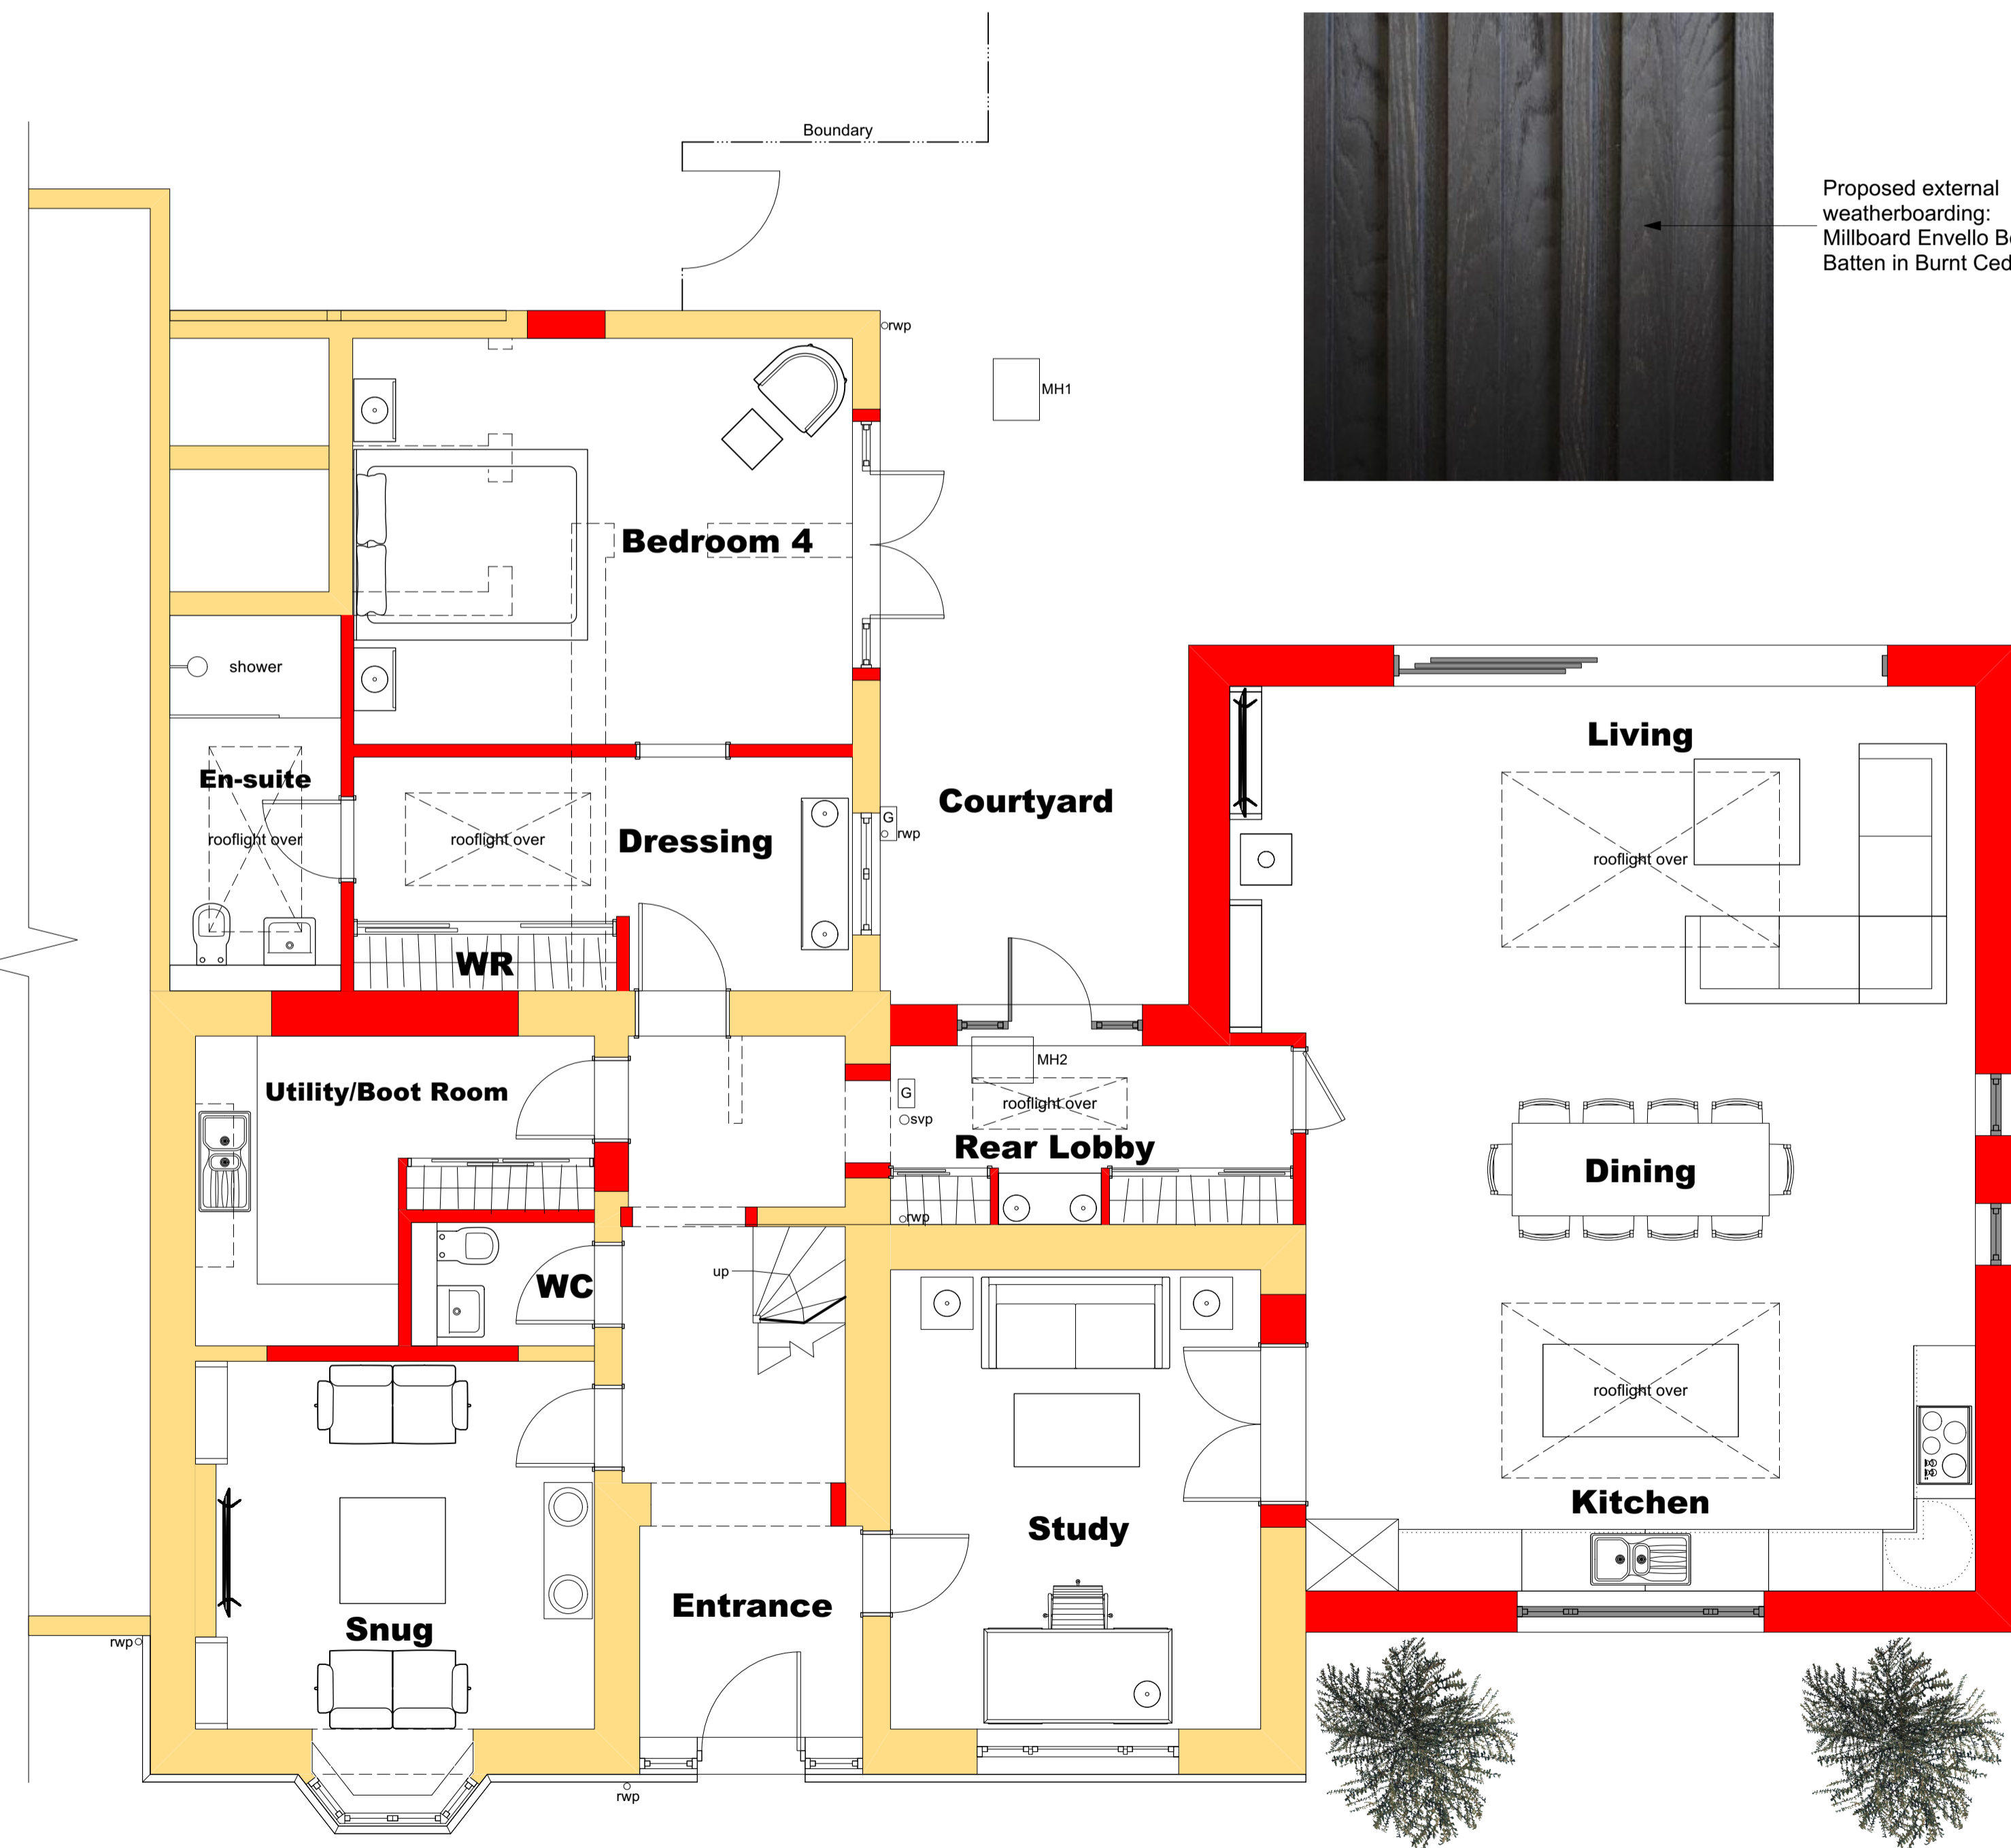 Boundary
Proposed external
weatherboarding:
Millboard Envello
Batten in Burnt
rwp
MH1
Bedroom 4
shower
Living
En-suite
rooflight over
rooflight over
Dressing
G
rwp
Courtyard
rooflight over
WR
MH2
Utility/Boot Room
G
rooflight over
svp
Rear Lobby
Dining
rwp
up
WC
rooflight over
Kitchen
Study
Entrance
Snug
rwp
rwp